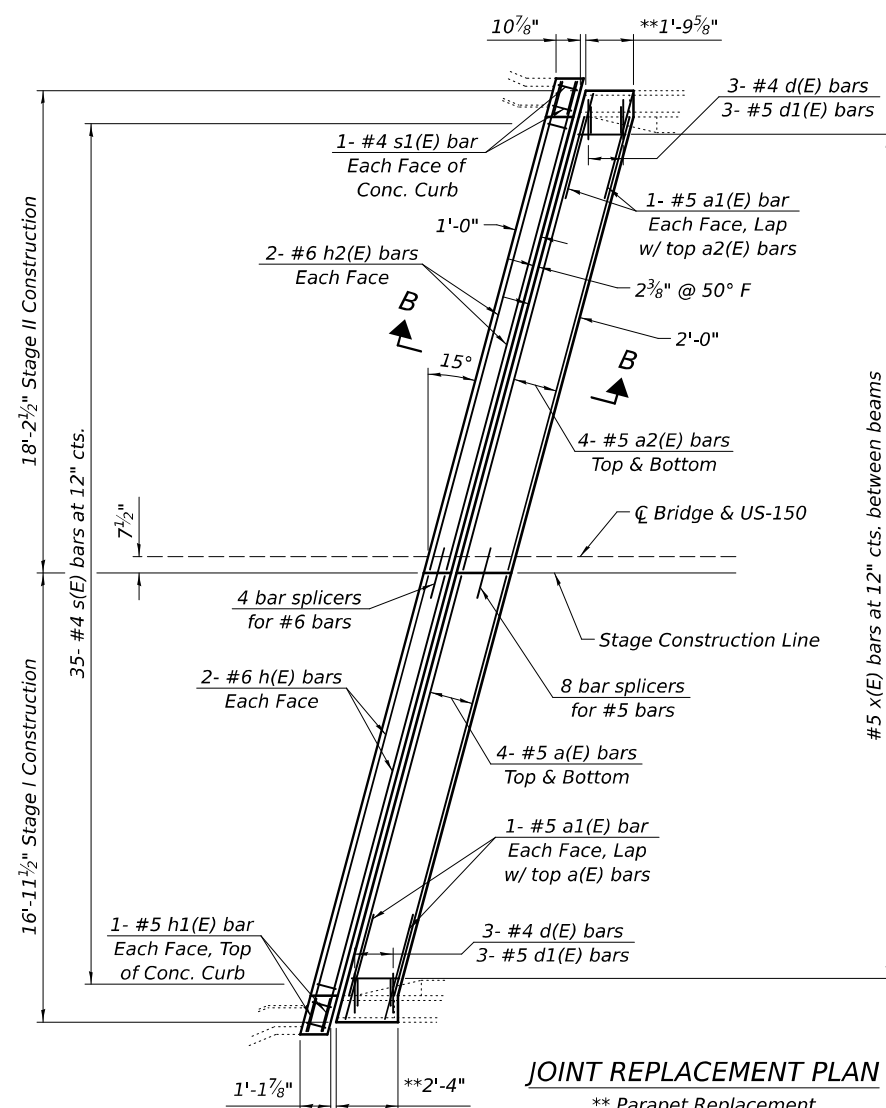 10⅞"
**1'-9⅝"
3- #4 d(E) bars
3- #5 d1(E) bars
1- #4 s1(E) bar
Each Face of
Conc. Curb
1- #5 a1(E) bar
Each Face, Lap
w/ top a2(E) bars
1'-0"
2- #6 h2(E) bars
Each Face
2⅜" @ 50° F
B
2'-0"
15°
B
18'-2½" Stage II Construction
35- #4 s(E) bars at 12" cts.
#5 x(E) bars at 12" cts. between beams
4- #5 a2(E) bars
Top & Bottom
7½"
℄ Bridge & US-150
4 bar splicers
for #6 bars
Stage Construction Line
2- #6 h(E) bars
Each Face
8 bar splicers
for #5 bars
16'-11½" Stage I Construction
4- #5 a(E) bars
Top & Bottom
1- #5 a1(E) bar
Each Face, Lap
w/ top a(E) bars
1- #5 h1(E) bar
Each Face, Top
of Conc. Curb
3- #4 d(E) bars
3- #5 d1(E) bars
1'-1⅞"
**2'-4"
JOINT REPLACEMENT PLAN
** Parapet Replacement